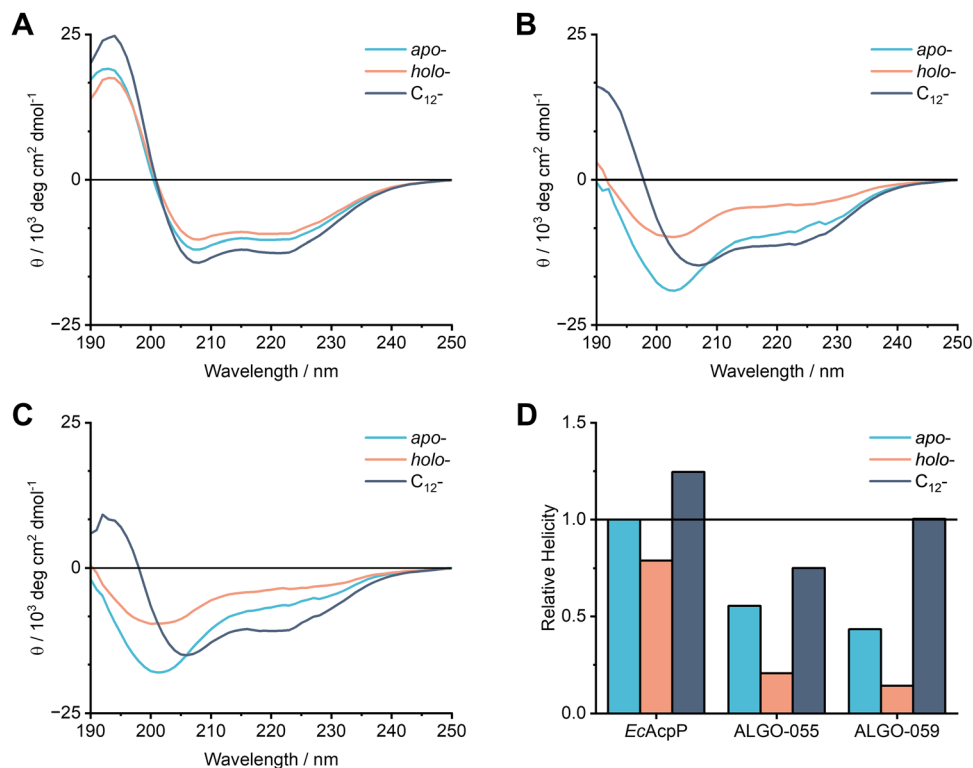 A
25
0
−25
190 200 210 220 230 240 250
Wavelength / nm
θ / 10³ deg cm² dmol⁻¹
apo-
holo-
C₁₂-
B
25
0
−25
190 200 210 220 230 240 250
Wavelength / nm
θ / 10³ deg cm² dmol⁻¹
apo-
holo-
C₁₂-
C
25
0
−25
190 200 210 220 230 240 250
Wavelength / nm
θ / 10³ deg cm² dmol⁻¹
apo-
holo-
C₁₂-
D
1.5
1.0
0.5
0.0
Relative Helicity
apo-
holo-
C₁₂-
EcAcpP ALGO-055 ALGO-059